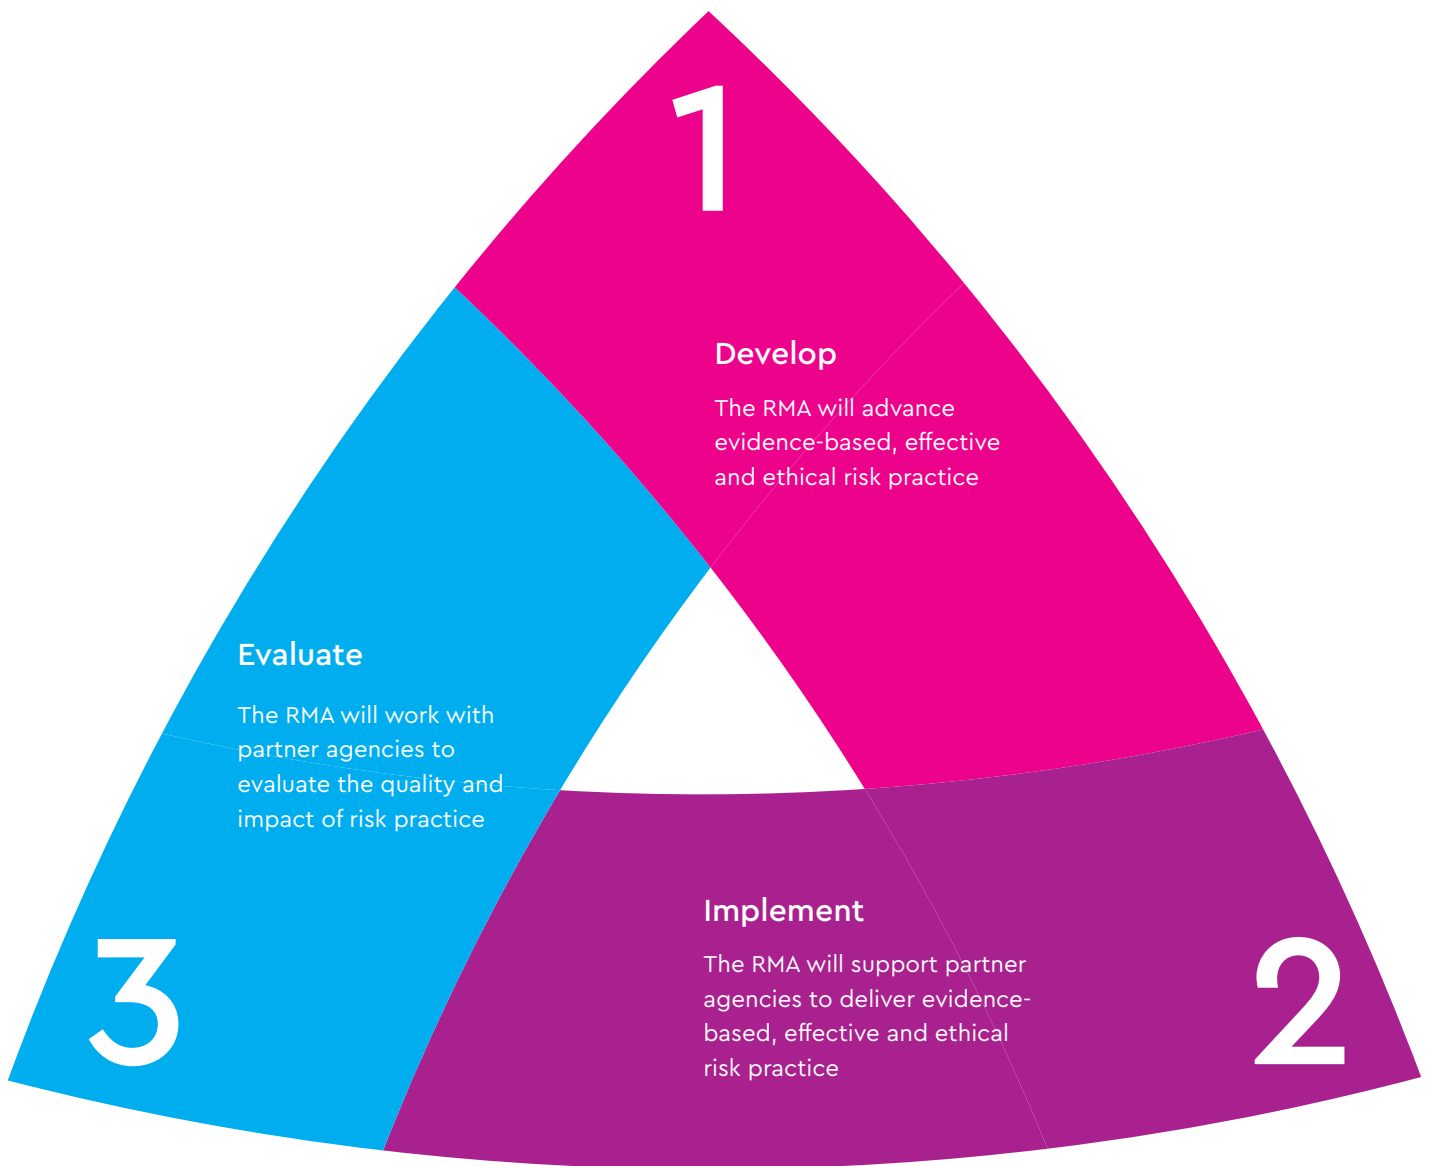 1
Develop
The RMA will advance
evidence-based, effective
and ethical risk practice
Evaluate
The RMA will work with
partner agencies to
evaluate the quality and
impact of risk practice
3
Implement
The RMA will support partner
agencies to deliver evidence-
based, effective and ethical
risk practice
2